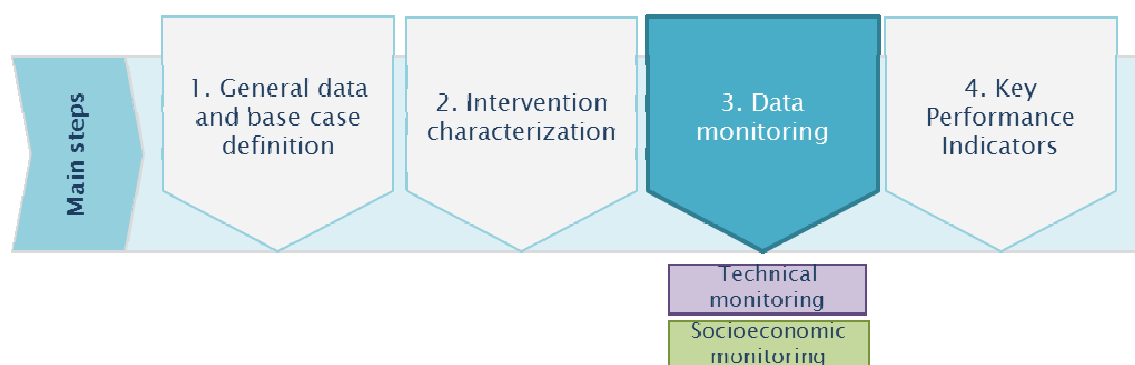 Main steps
1. General data
and base case
definition
2. Intervention
characterization
3. Data
monitoring
4. Key
Performance
Indicators
Technical
monitoring
Socioeconomic
monitoring